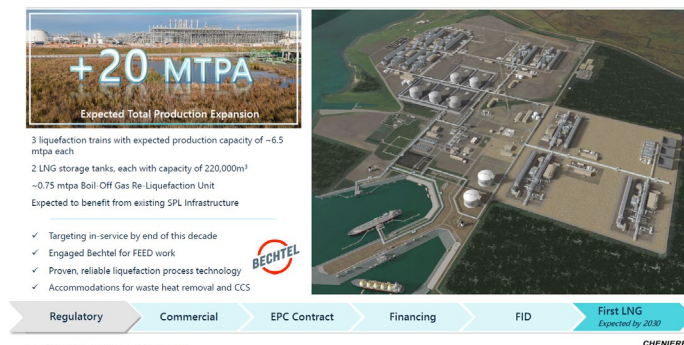 +20 MTPA
Expected Total Production Expansion
3 liquefaction trains with expected production capacity of ~6.5
mtpa each
2 LNG storage tanks, each with capacity of 220,000m³
~0.75 mtpa Boil-Off Gas Re-Liquefaction Unit
Expected to benefit from existing SPL Infrastructure
✓ Targeting in-service by end of this decade
✓ Engaged Bechtel for FEED work
✓ Proven, reliable liquefaction process technology
✓ Accommodations for waste heat removal and CCS
BECHTEL
Regulatory
Commercial
EPC Contract
Financing
FID
First LNG
Expected by 2030
CHENIERE